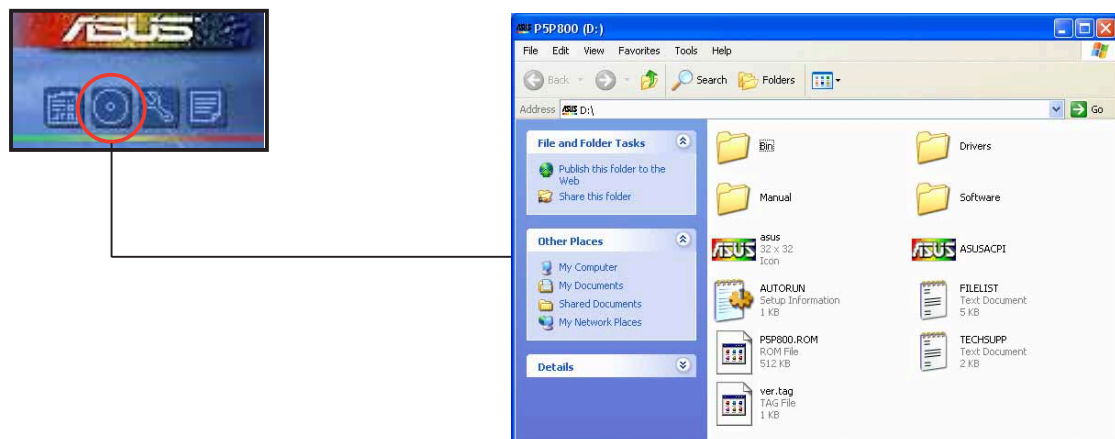 ASUS
P5P800 (D:)
File Edit View Favorites Tools Help
Back Search Folders
Address D:\ Go
File and Folder Tasks
Publish this folder to the
Web
Share this folder
Other Places
My Computer
My Documents
Shared Documents
My Network Places
Details
Bin
Drivers
Manual
Software
ASUS
asus
32 x 32
Icon
ASUS
ASUSACPI
AUTORUN
Setup Information
1 KB
FILELIST
Text Document
5 KB
P5P800.ROM
ROM File
512 KB
TECHSUPP
Text Document
2 KB
ver.tag
TAG File
1 KB